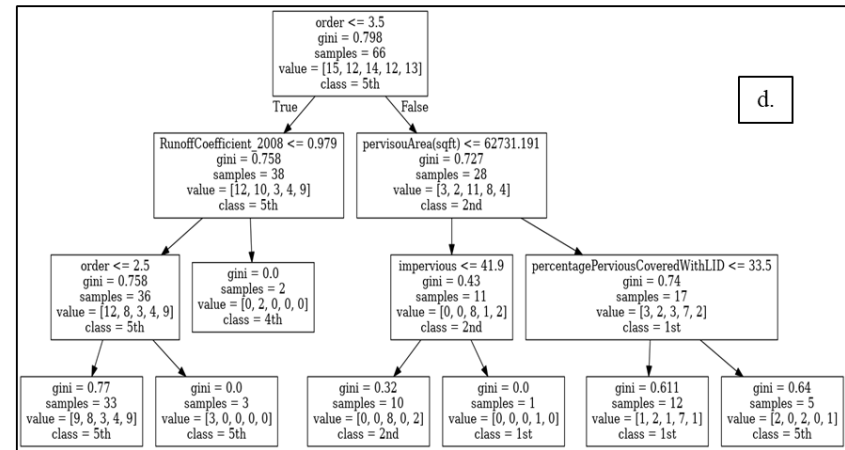 order <= 3.5
gini = 0.798
samples = 66
value = [15, 12, 14, 12, 13]
class = 5th
d.
True
False
RunoffCoefficient_2008 <= 0.979
gini = 0.758
samples = 38
value = [12, 10, 3, 4, 9]
class = 5th
pervisouArea(sqft) <= 62731.191
gini = 0.727
samples = 28
value = [3, 2, 11, 8, 4]
class = 2nd
order <= 2.5
gini = 0.758
samples = 36
value = [12, 8, 3, 4, 9]
class = 5th
gini = 0.0
samples = 2
value = [0, 2, 0, 0, 0]
class = 4th
impervious <= 41.9
gini = 0.43
samples = 11
value = [0, 0, 8, 1, 2]
class = 2nd
percentagePerviousCoveredWithLID <= 33.5
gini = 0.74
samples = 17
value = [3, 2, 3, 7, 2]
class = 1st
gini = 0.77
samples = 33
value = [9, 8, 3, 4, 9]
class = 5th
gini = 0.0
samples = 3
value = [3, 0, 0, 0, 0]
class = 5th
gini = 0.32
samples = 10
value = [0, 0, 8, 0, 2]
class = 2nd
gini = 0.0
samples = 1
value = [0, 0, 0, 1, 0]
class = 1st
gini = 0.611
samples = 12
value = [1, 2, 1, 7, 1]
class = 1st
gini = 0.64
samples = 5
value = [2, 0, 2, 0, 1]
class = 5th